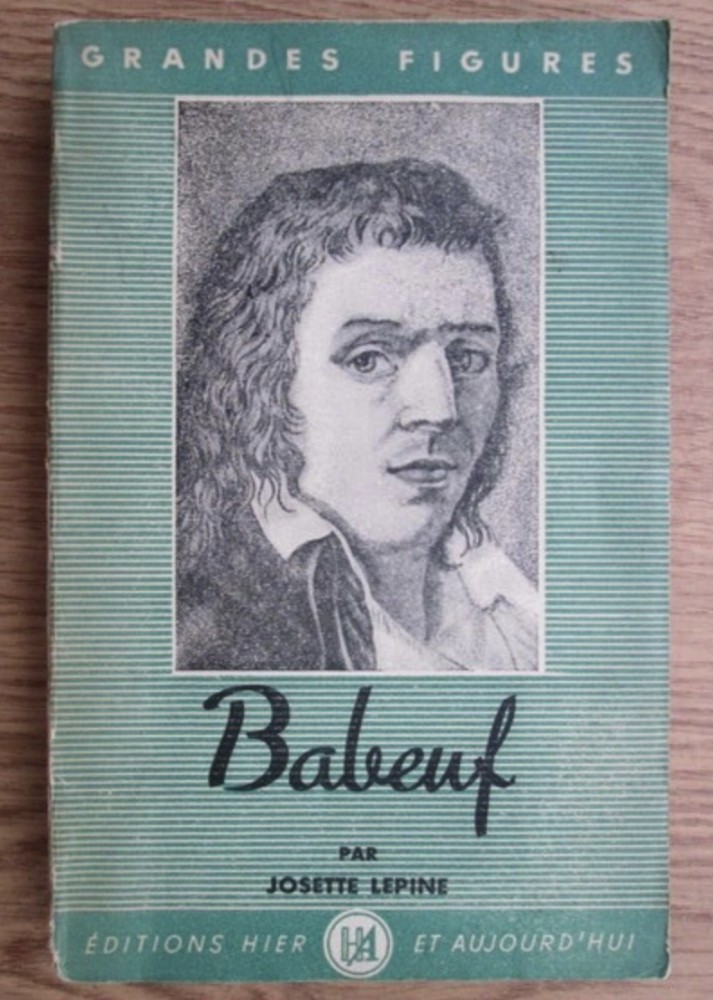 GRANDES FIGURES
Babeuf
PAR
JOSETTE LEPINE
ÉDITIONS HIER HA ET AUJOURD'HUI